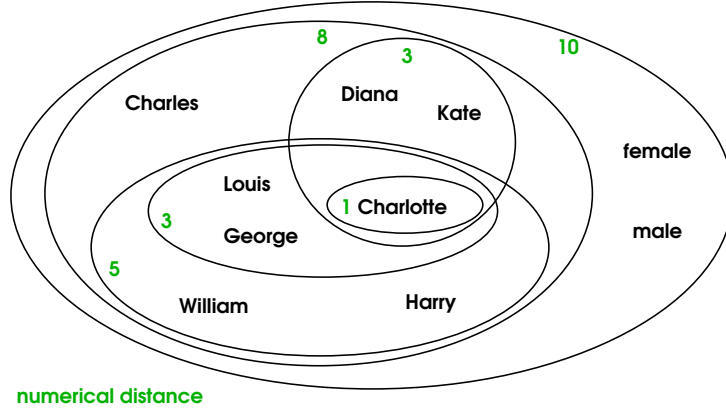 8
10
3
Diana
Charles
Kate
female
Louis
1 Charlotte
3
George
male
5
William
Harry
numerical distance